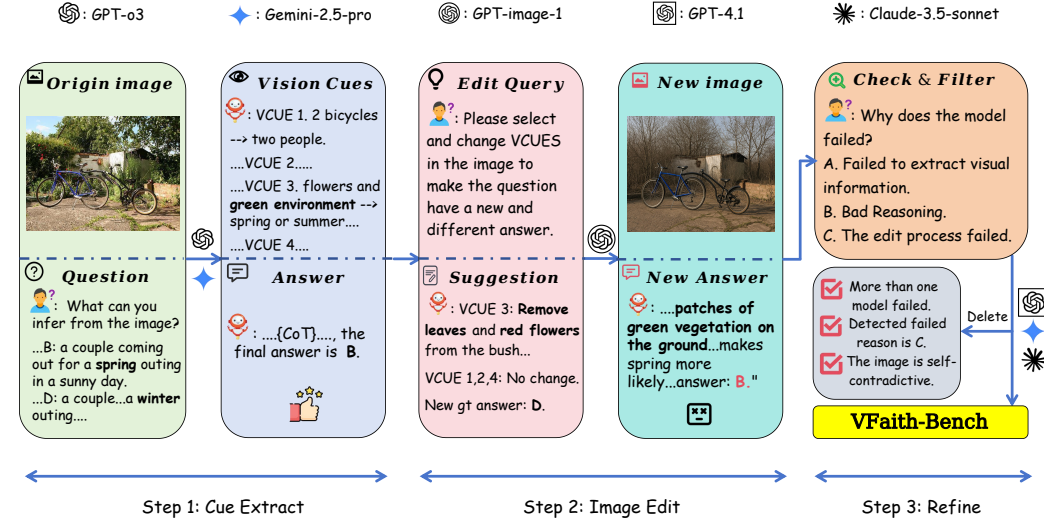 : GPT-o3
: Gemini-2.5-pro
: GPT-image-1
: GPT-4.1
: Claude-3.5-sonnet
Origin image
Question
: What can you
infer from the image?
...B: a couple coming
out for a spring outing
in a sunny day.
...D: a couple...a winter
outing....
Vision Cues
: VCUE 1. 2 bicycles
--> two people.
....VCUE 2.....
....VCUE 3. flowers and
green environment -->
spring or summer....
....VCUE 4....
Answer
: ....{CoT}...., the
final answer is B.
Edit Query
: Please select
and change VCUES
in the image to
make the question
have a new and
different answer.
Suggestion
: VCUE 3: Remove
leaves and red flowers
from the bush...
VCUE 1,2,4: No change.
New gt answer: D.
New image
New Answer
: ....patches of
green vegetation on
the ground...makes
spring more
likely...answer: B."
Check & Filter
: Why does the model
failed?
A. Failed to extract visual
information.
B. Bad Reasoning.
C. The edit process failed.
More than one
model failed.
Detected failed
reason is C.
The image is self-
contradictive.
Delete
VFaith-Bench
Step 1: Cue Extract
Step 2: Image Edit
Step 3: Refine